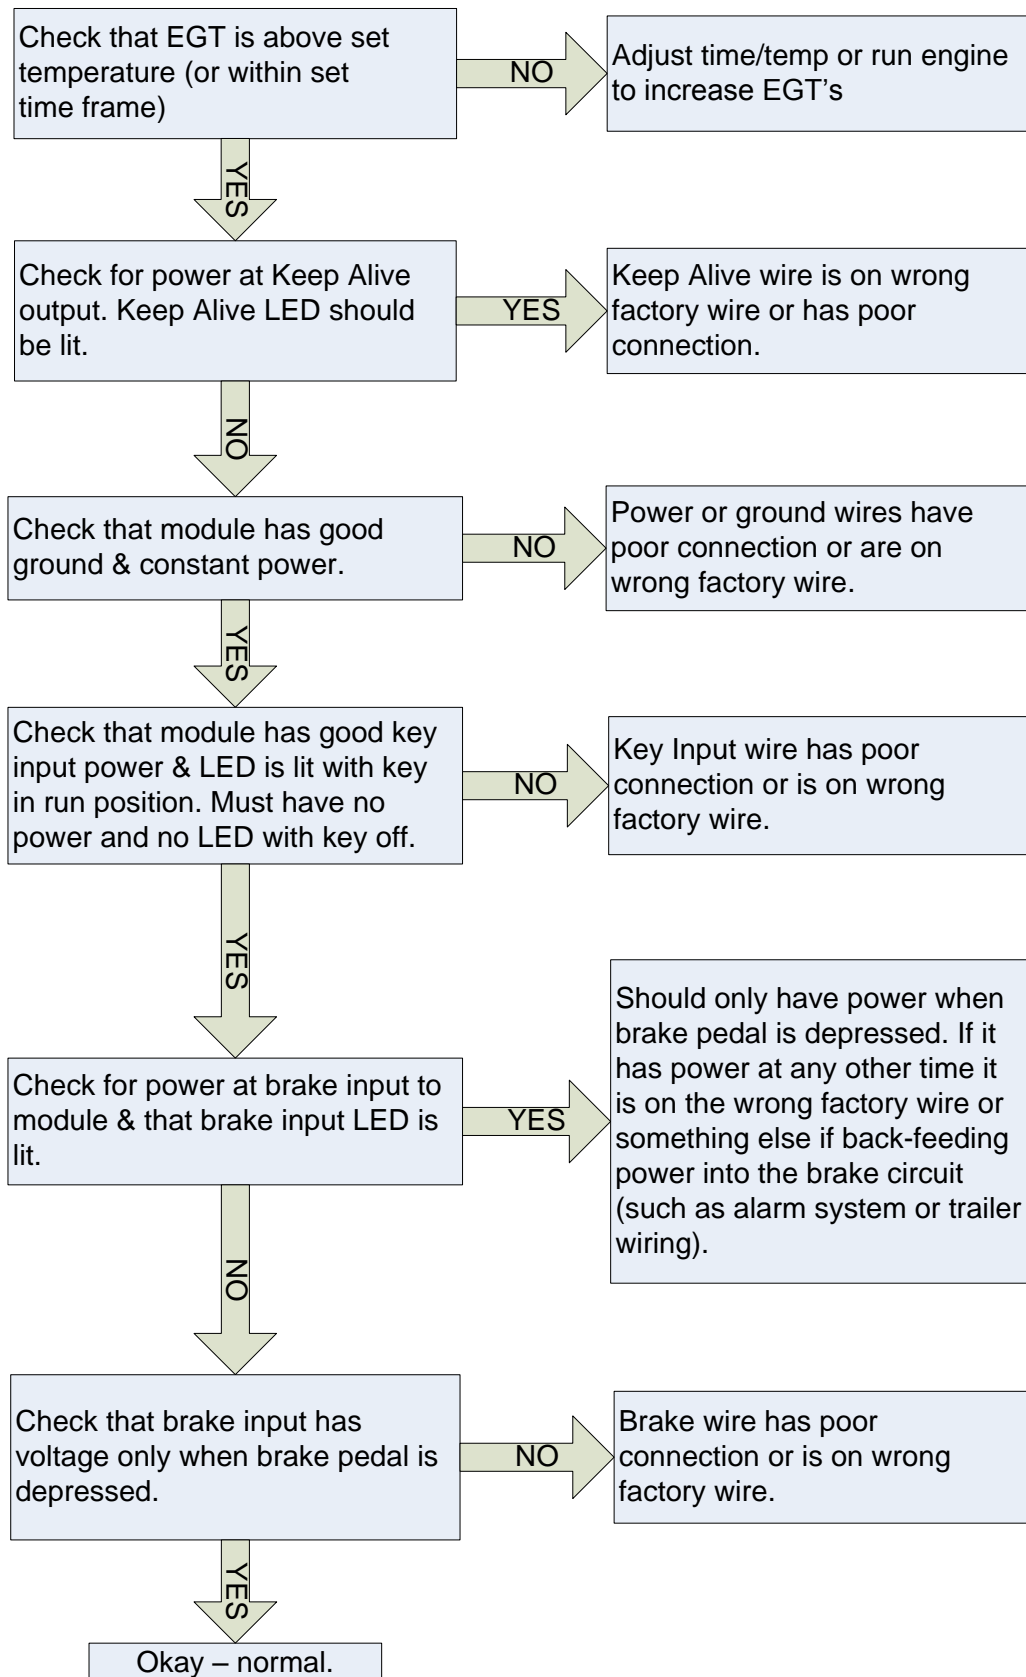 Check that EGT is above set
temperature (or within set
time frame)
NO
Adjust time/temp or run engine
to increase EGT's
YES
Check for power at Keep Alive
output. Keep Alive LED should
be lit.
YES
Keep Alive wire is on wrong
factory wire or has poor
connection.
NO
Check that module has good
ground & constant power.
NO
Power or ground wires have
poor connection or are on
wrong factory wire.
YES
Check that module has good key
input power & LED is lit with key
in run position. Must have no
power and no LED with key off.
NO
Key Input wire has poor
connection or is on wrong
factory wire.
YES
Check for power at brake input to
module & that brake input LED is
lit.
YES
Should only have power when
brake pedal is depressed. If it
has power at any other time it
is on the wrong factory wire or
something else if back-feeding
power into the brake circuit
(such as alarm system or trailer
wiring).
NO
Check that brake input has
voltage only when brake pedal is
depressed.
NO
Brake wire has poor
connection or is on wrong
factory wire.
YES
Okay – normal.